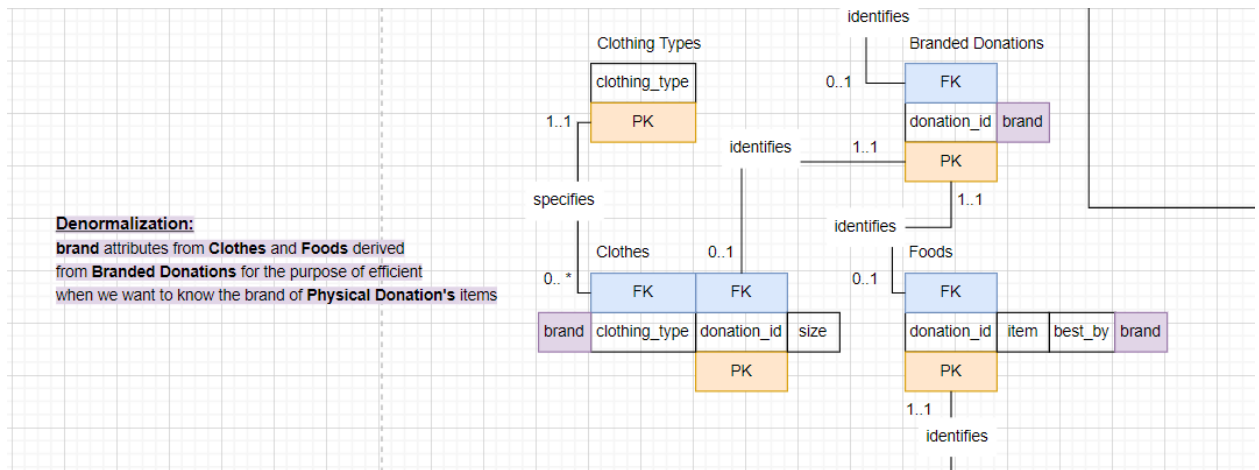 identifies
Clothing Types
Branded Donations
clothing_type
0..1
FK
1..1
PK
donation_id
brand
identifies
1..1
PK
specifies
1..1
Denormalization:
brand attributes from Clothes and Foods derived
from Branded Donations for the purpose of efficient
when we want to know the brand of Physical Donation's items
identifies
Clothes
0..1
Foods
0.. *
FK
FK
0..1
FK
brand
clothing_type
donation_id
size
donation_id
item
best_by
brand
PK
PK
1..1
identifies